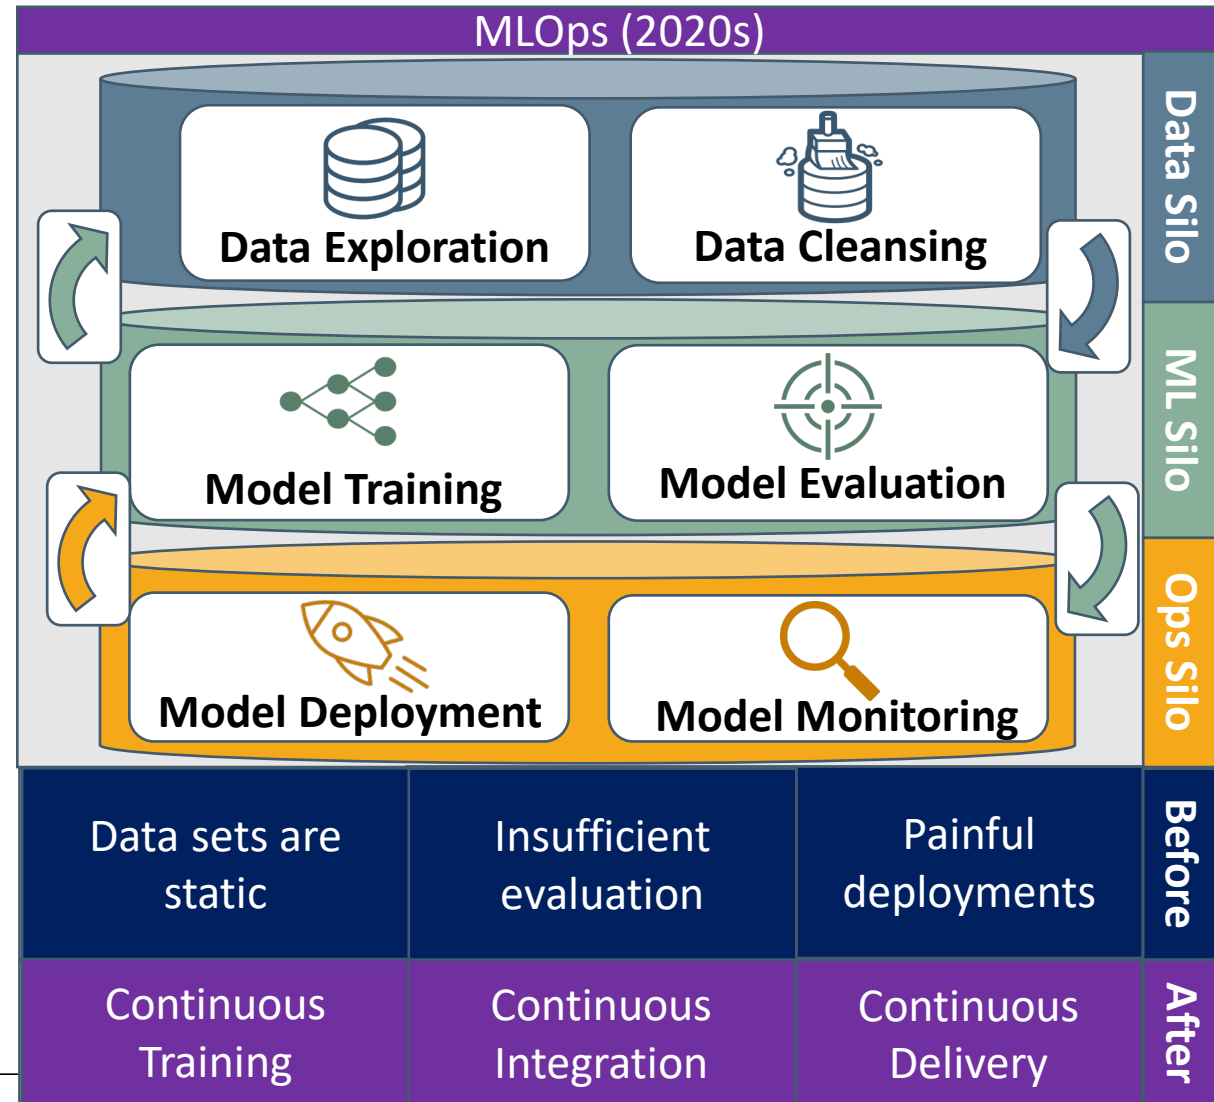 MLOps (2020s)
Data Silo
Data Exploration
Data Cleansing
ML Silo
Model Training
Model Evaluation
Ops Silo
Model Deployment
Model Monitoring
Before
Data sets are
static
Insufficient
evaluation
Painful
deployments
After
Continuous
Training
Continuous
Integration
Continuous
Delivery